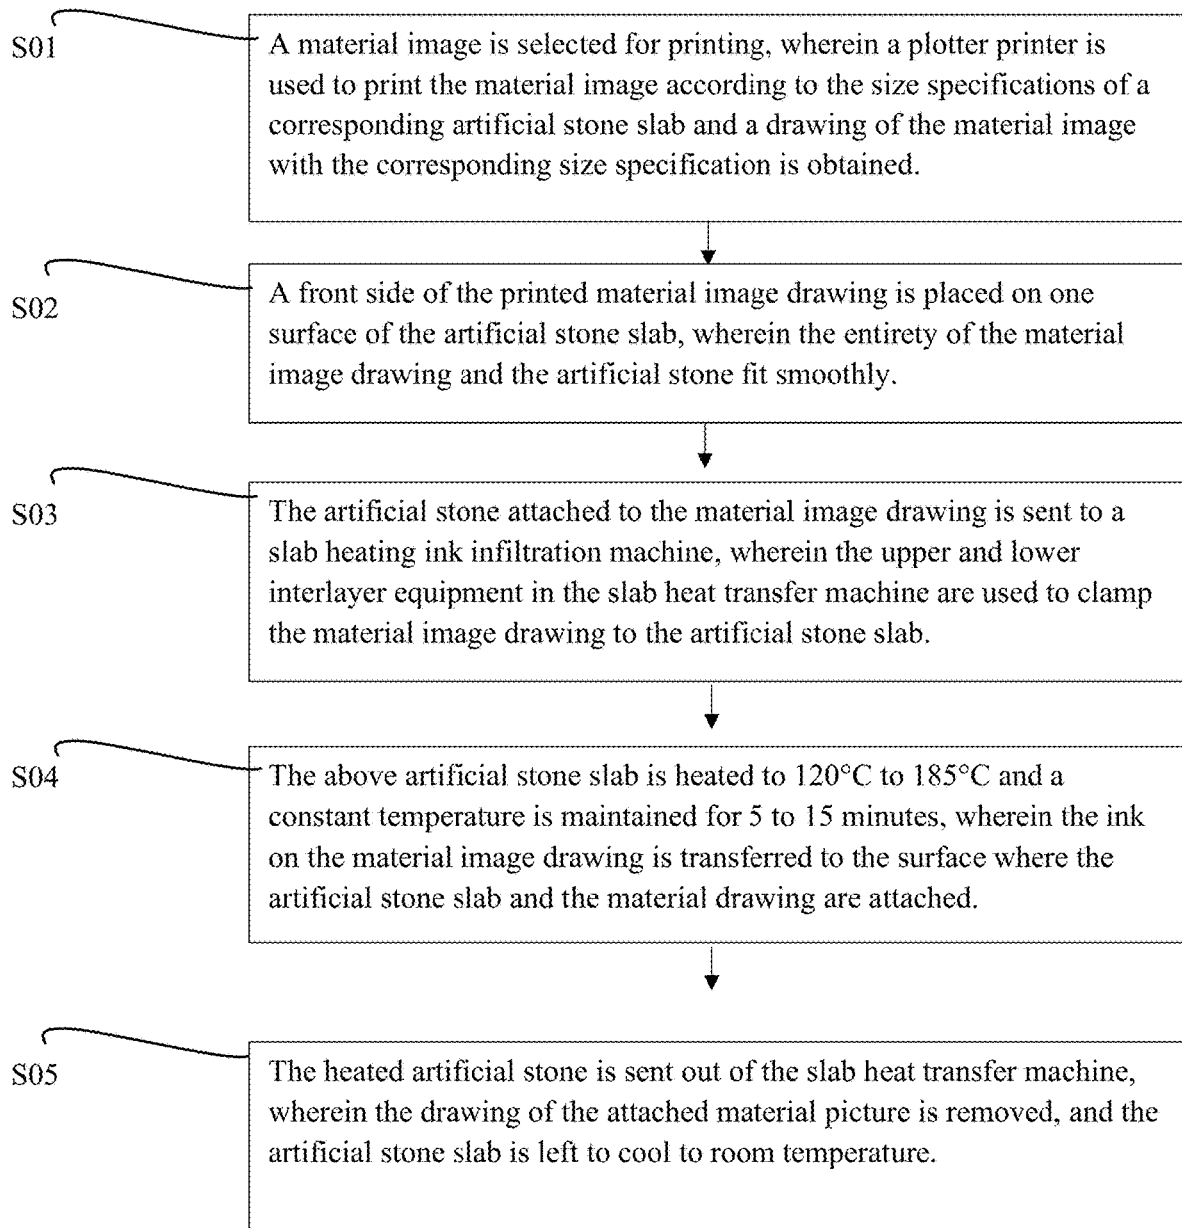 S01
A material image is selected for printing, wherein a plotter printer is
used to print the material image according to the size specifications of a
corresponding artificial stone slab and a drawing of the material image
with the corresponding size specification is obtained.
S02
A front side of the printed material image drawing is placed on one
surface of the artificial stone slab, wherein the entirety of the material
image drawing and the artificial stone fit smoothly.
S03
The artificial stone attached to the material image drawing is sent to a
slab heating ink infiltration machine, wherein the upper and lower
interlayer equipment in the slab heat transfer machine are used to clamp
the material image drawing to the artificial stone slab.
S04
The above artificial stone slab is heated to 120°C to 185°C and a
constant temperature is maintained for 5 to 15 minutes, wherein the ink
on the material image drawing is transferred to the surface where the
artificial stone slab and the material drawing are attached.
S05
The heated artificial stone is sent out of the slab heat transfer machine,
wherein the drawing of the attached material picture is removed, and the
artificial stone slab is left to cool to room temperature.